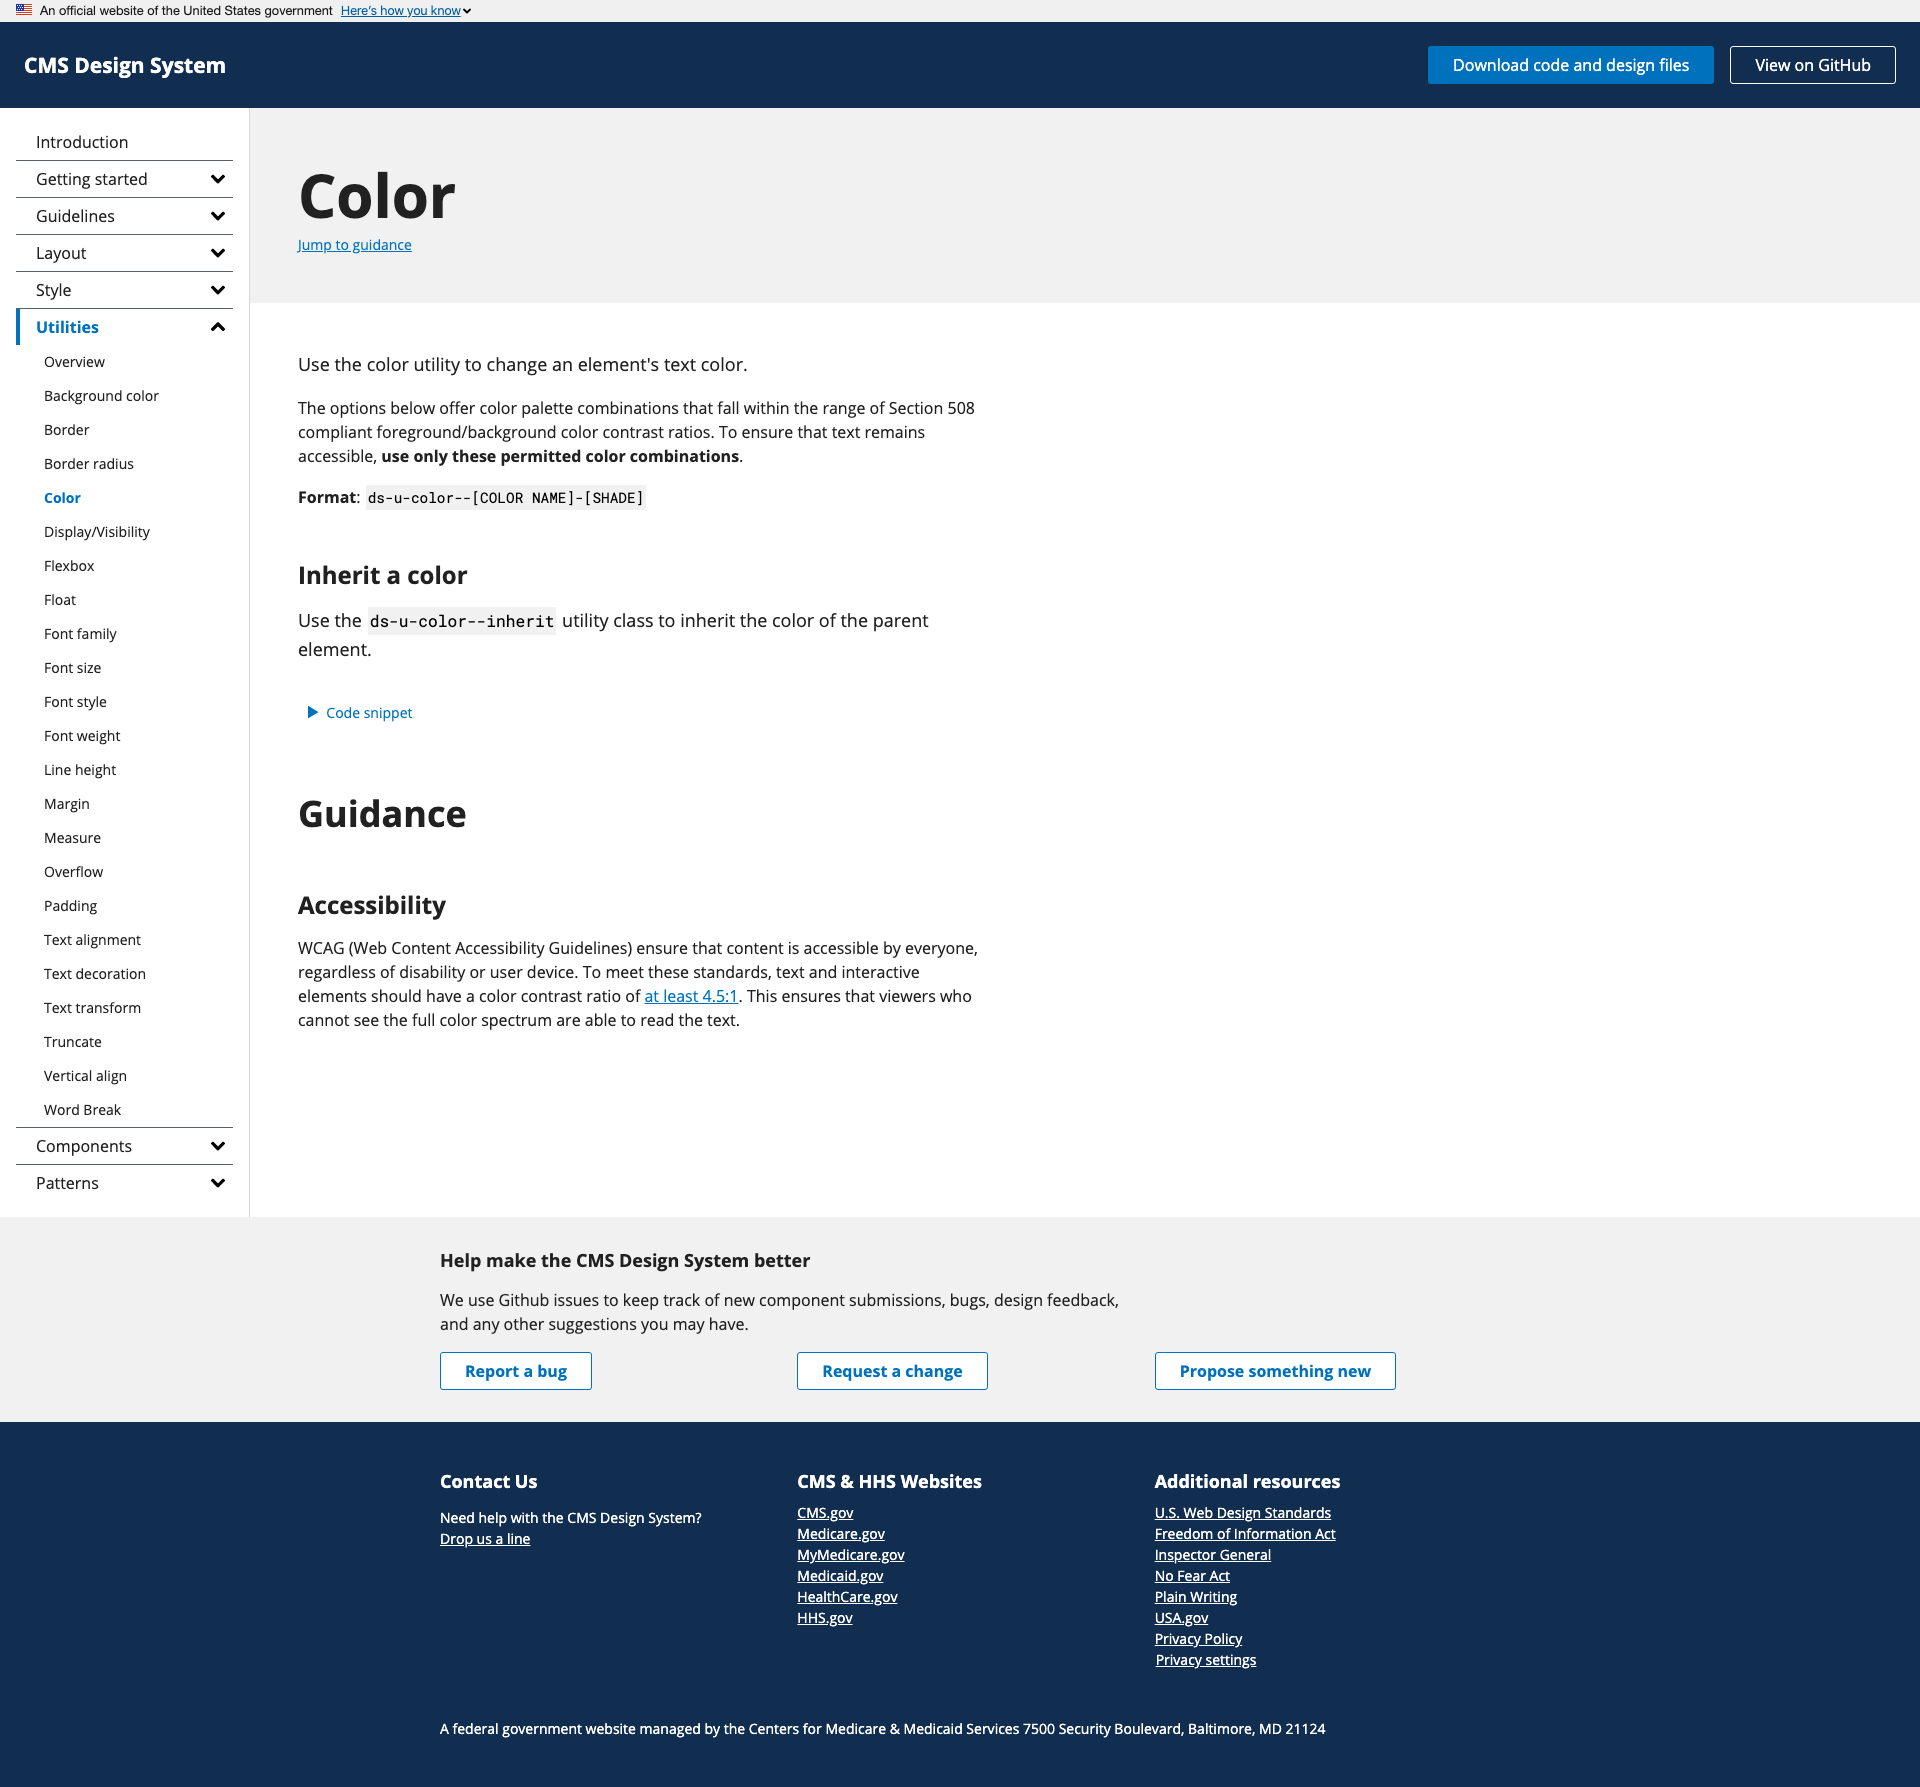 An official website of the United States government Here's how you know
CMS Design System
Download code and design files
View on GitHub
Introduction
Getting started
Guidelines
Layout
Style
Utilities
Overview
Background color
Border
Border radius
Color
Display/Visibility
Flexbox
Float
Font family
Font size
Font style
Font weight
Line height
Margin
Measure
Overflow
Padding
Text alignment
Text decoration
Text transform
Truncate
Vertical align
Word Break
Components
Patterns
Color
Jump to guidance
Use the color utility to change an element's text color.
The options below offer color palette combinations that fall within the range of Section 508
compliant foreground/background color contrast ratios. To ensure that text remains
accessible, use only these permitted color combinations.
Format: ds-u-color--[COLOR NAME]-[SHADE]
Inherit a color
Use the ds-u-color--inherit utility class to inherit the color of the parent
element.
Code snippet
Guidance
Accessibility
WCAG (Web Content Accessibility Guidelines) ensure that content is accessible by everyone,
regardless of disability or user device. To meet these standards, text and interactive
elements should have a color contrast ratio of at least 4.5:1. This ensures that viewers who
cannot see the full color spectrum are able to read the text.
Help make the CMS Design System better
We use Github issues to keep track of new component submissions, bugs, design feedback,
and any other suggestions you may have.
Report a bug
Request a change
Propose something new
Contact Us
Need help with the CMS Design System?
Drop us a line
CMS & HHS Websites
CMS.gov
Medicare.gov
MyMedicare.gov
Medicaid.gov
HealthCare.gov
HHS.gov
Additional resources
U.S. Web Design Standards
Freedom of Information Act
Inspector General
No Fear Act
Plain Writing
USA.gov
Privacy Policy
Privacy settings
A federal government website managed by the Centers for Medicare & Medicaid Services 7500 Security Boulevard, Baltimore, MD 21124